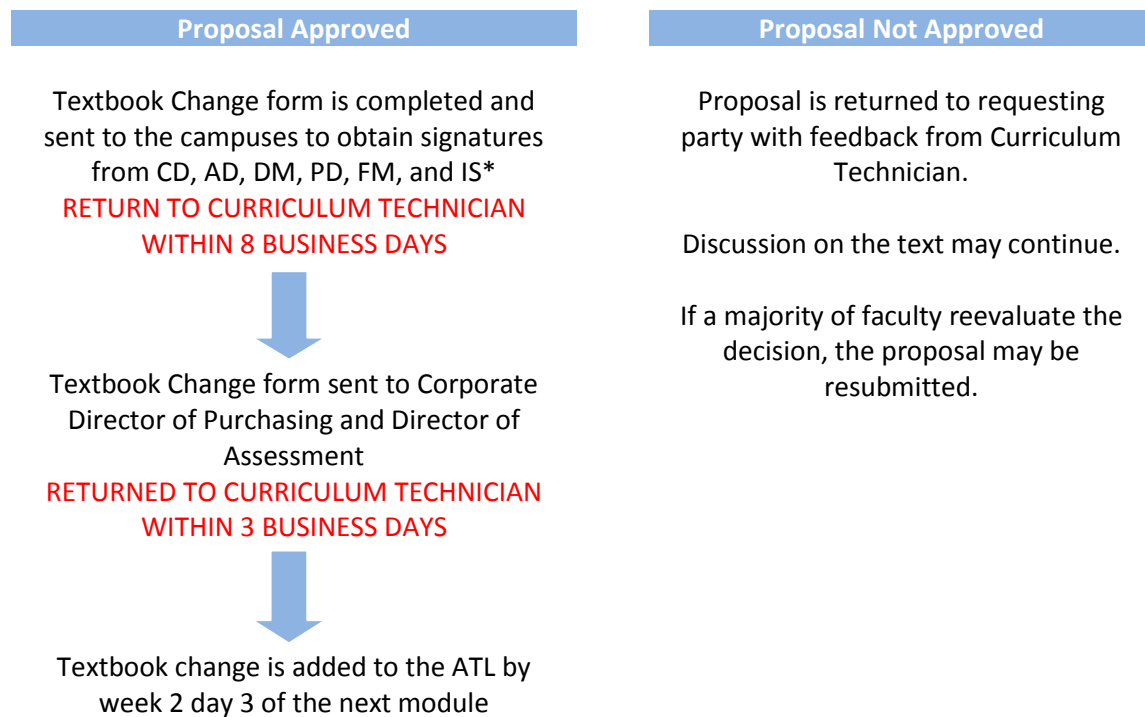 Proposal Approved
Textbook Change form is completed and
sent to the campuses to obtain signatures
from CD, AD, DM, PD, FM, and IS*
RETURN TO CURRICULUM TECHNICIAN
WITHIN 8 BUSINESS DAYS
Textbook Change form sent to Corporate
Director of Purchasing and Director of
Assessment
RETURNED TO CURRICULUM TECHNICIAN
WITHIN 3 BUSINESS DAYS
Textbook change is added to the ATL by
week 2 day 3 of the next module
Proposal Not Approved
Proposal is returned to requesting
party with feedback from Curriculum
Technician.
Discussion on the text may continue.
If a majority of faculty reevaluate the
decision, the proposal may be
resubmitted.